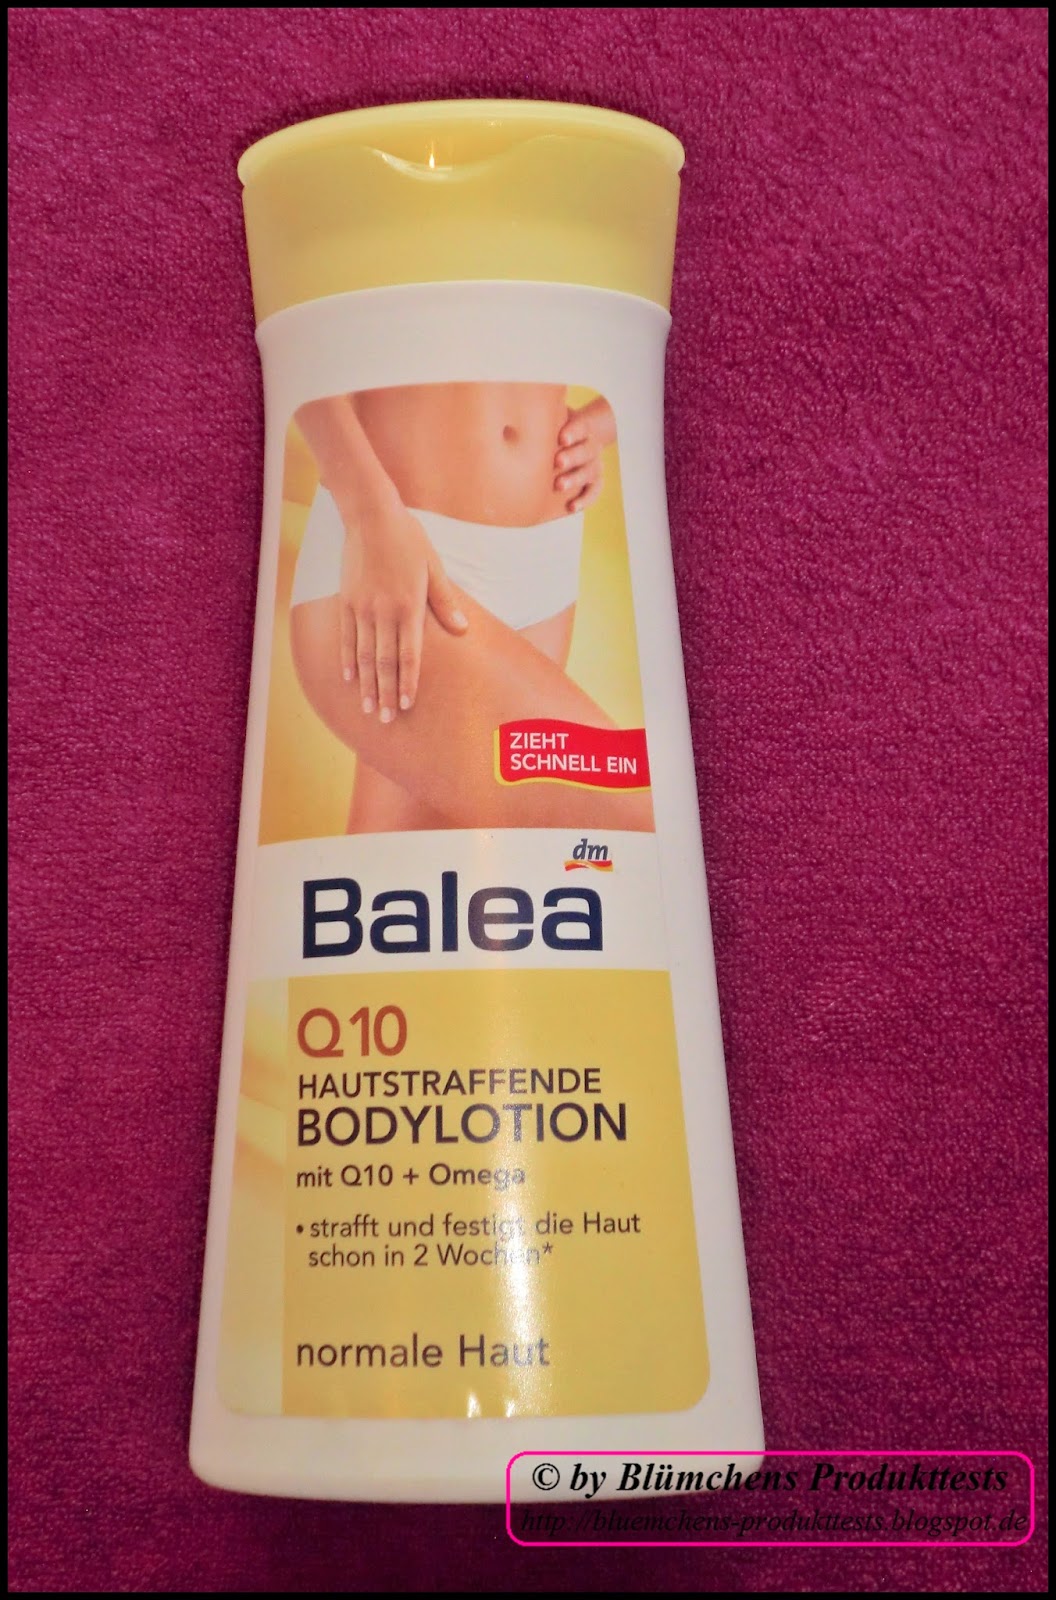 ZIEHT
SCHNELL EIN
dm
Balea
Q10
HAUTSTRAFFENDE
BODYLOTION
mit Q10 + Omega
• strafft und festigt die Haut
schon in 2 Wochen*
normale Haut
© by Blümchens Produkttests
http://bluemchens-produkttests.blogspot.de